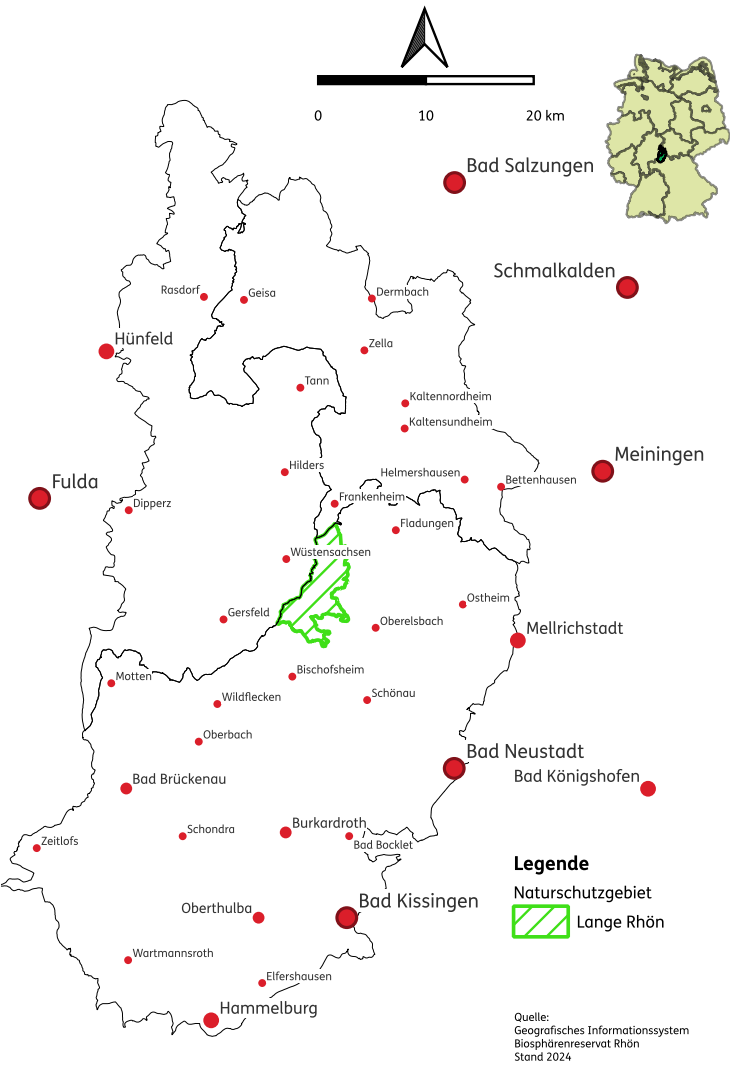 0 10 20 km
Bad Salzungen
Schmalkalden
Rasdorf
Geisa
Dermbach
Hünfeld
Zella
Tann
Kaltennordheim
Kaltensundheim
Meiningen
Hilders
Helmershausen
Bettenhausen
Fulda
Frankenheim
Dipperz
Fladungen
Wüstensachsen
Ostheim
Gersfeld
Oberelsbach
Mellrichstadt
Bischofsheim
Motten
Schönau
Wildflecken
Oberbach
Bad Neustadt
Bad Königshofen
Bad Brückenau
Burkardroth
Schondra
Zeitlofs
Bad Bocklet
Legende
Naturschutzgebiet
Lange Rhön
Bad Kissingen
Oberthulba
Wartmannsroth
Elfershausen
Hammelburg
Quelle:
Geografisches Informationssystem
Biosphärenreservat Rhön
Stand 2024